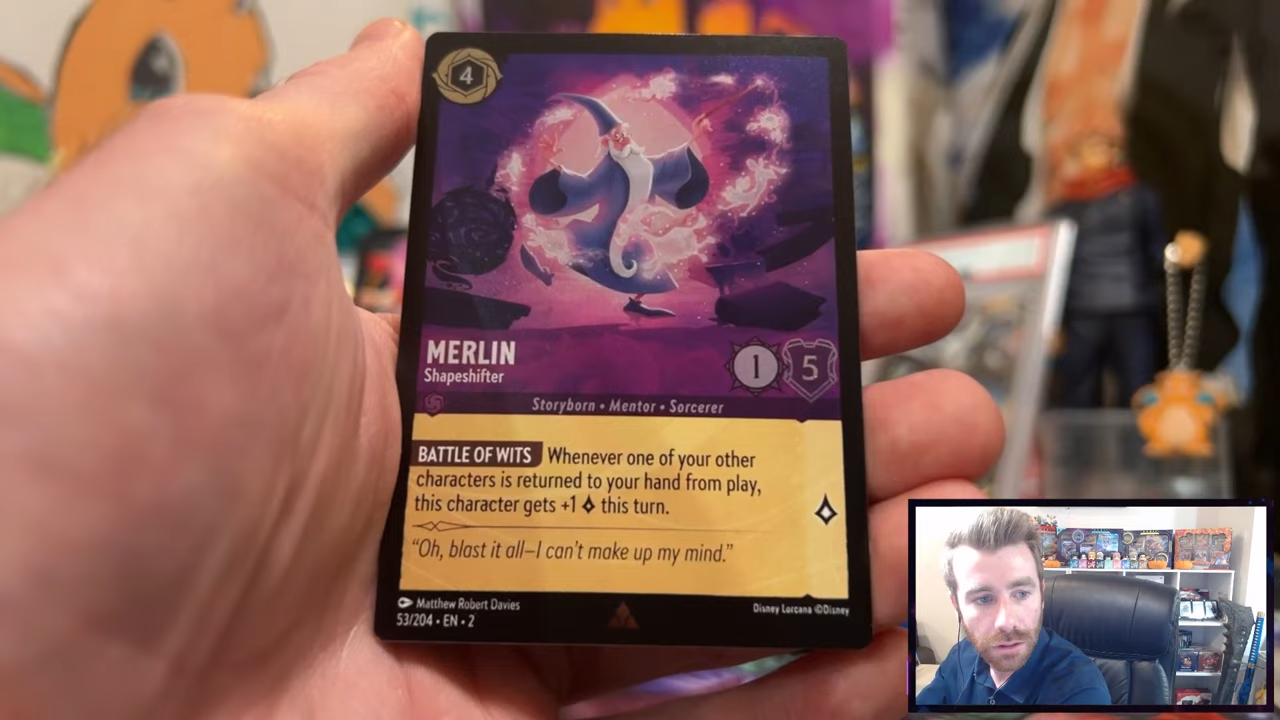 4
MERLIN
Shapeshifter
1 5
Storyborn • Mentor • Sorcerer
BATTLE OF WITS Whenever one of your other
characters is returned to your hand from play,
this character gets +1 this turn.
“Oh, blast it all—I can't make up my mind.”
Matthew Robert Davies
53/204 • EN • 2
Disney Lorcana ©Disney